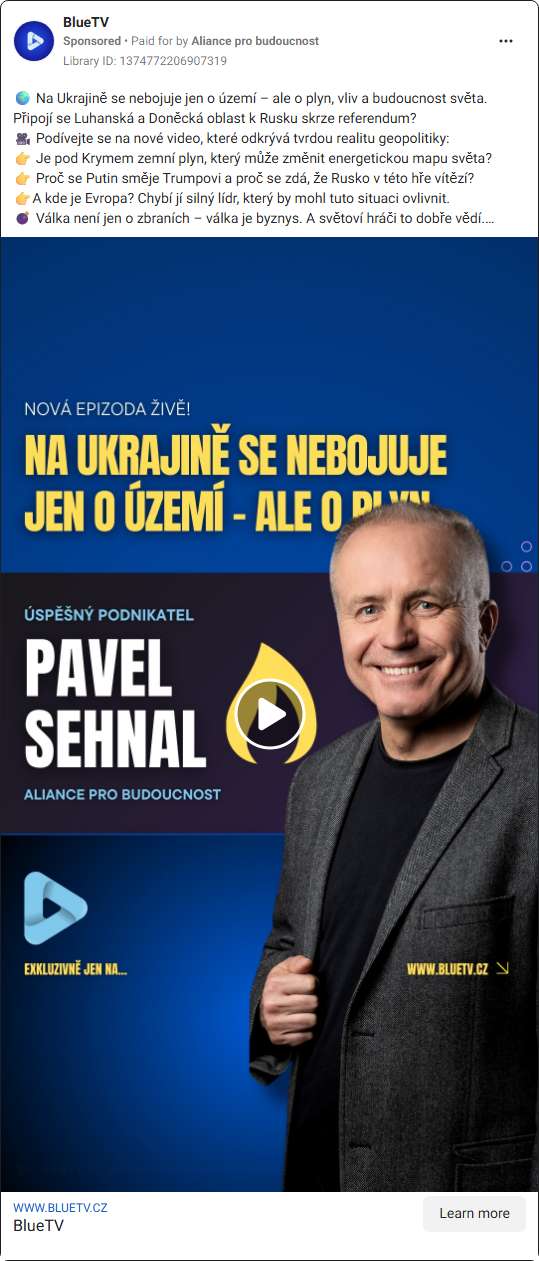 BlueTV
Sponsored • Paid for by Aliance pro budoucnost
Library ID: 1374772206907319
🌍 Na Ukrajině se nebojuje jen o území – ale o plyn, vliv a budoucnost světa.
Připojí se Luhanská a Doněcká oblast k Rusku skrze referendum?
🎥 Podívejte se na nové video, které odkrývá tvrdou realitu geopolitiky:
👉 Je pod Krymem zemní plyn, který může změnit energetickou mapu světa?
👉 Proč se Putin směje Trumpovi a proč se zdá, že Rusko v této hře vítězí?
👉 A kde je Evropa? Chybí jí silný lídr, který by mohl tuto situaci ovlivnit.
💣 Válka není jen o zbraních – válka je byznys. A světoví hráči to dobře vědí.…
NOVÁ EPIZODA ŽIVĚ!
NA UKRAJINĚ SE NEBOJUJE
JEN O ÚZEMÍ - ALE O PLYN
ÚSPĚŠNÝ PODNIKATEL
PAVEL
SEHNAL
ALIANCE PRO BUDOUCNOST
EXKLUZIVNĚ JEN NA...
WWW.BLUETV.CZ
WWW.BLUETV.CZ
BlueTV
Learn more